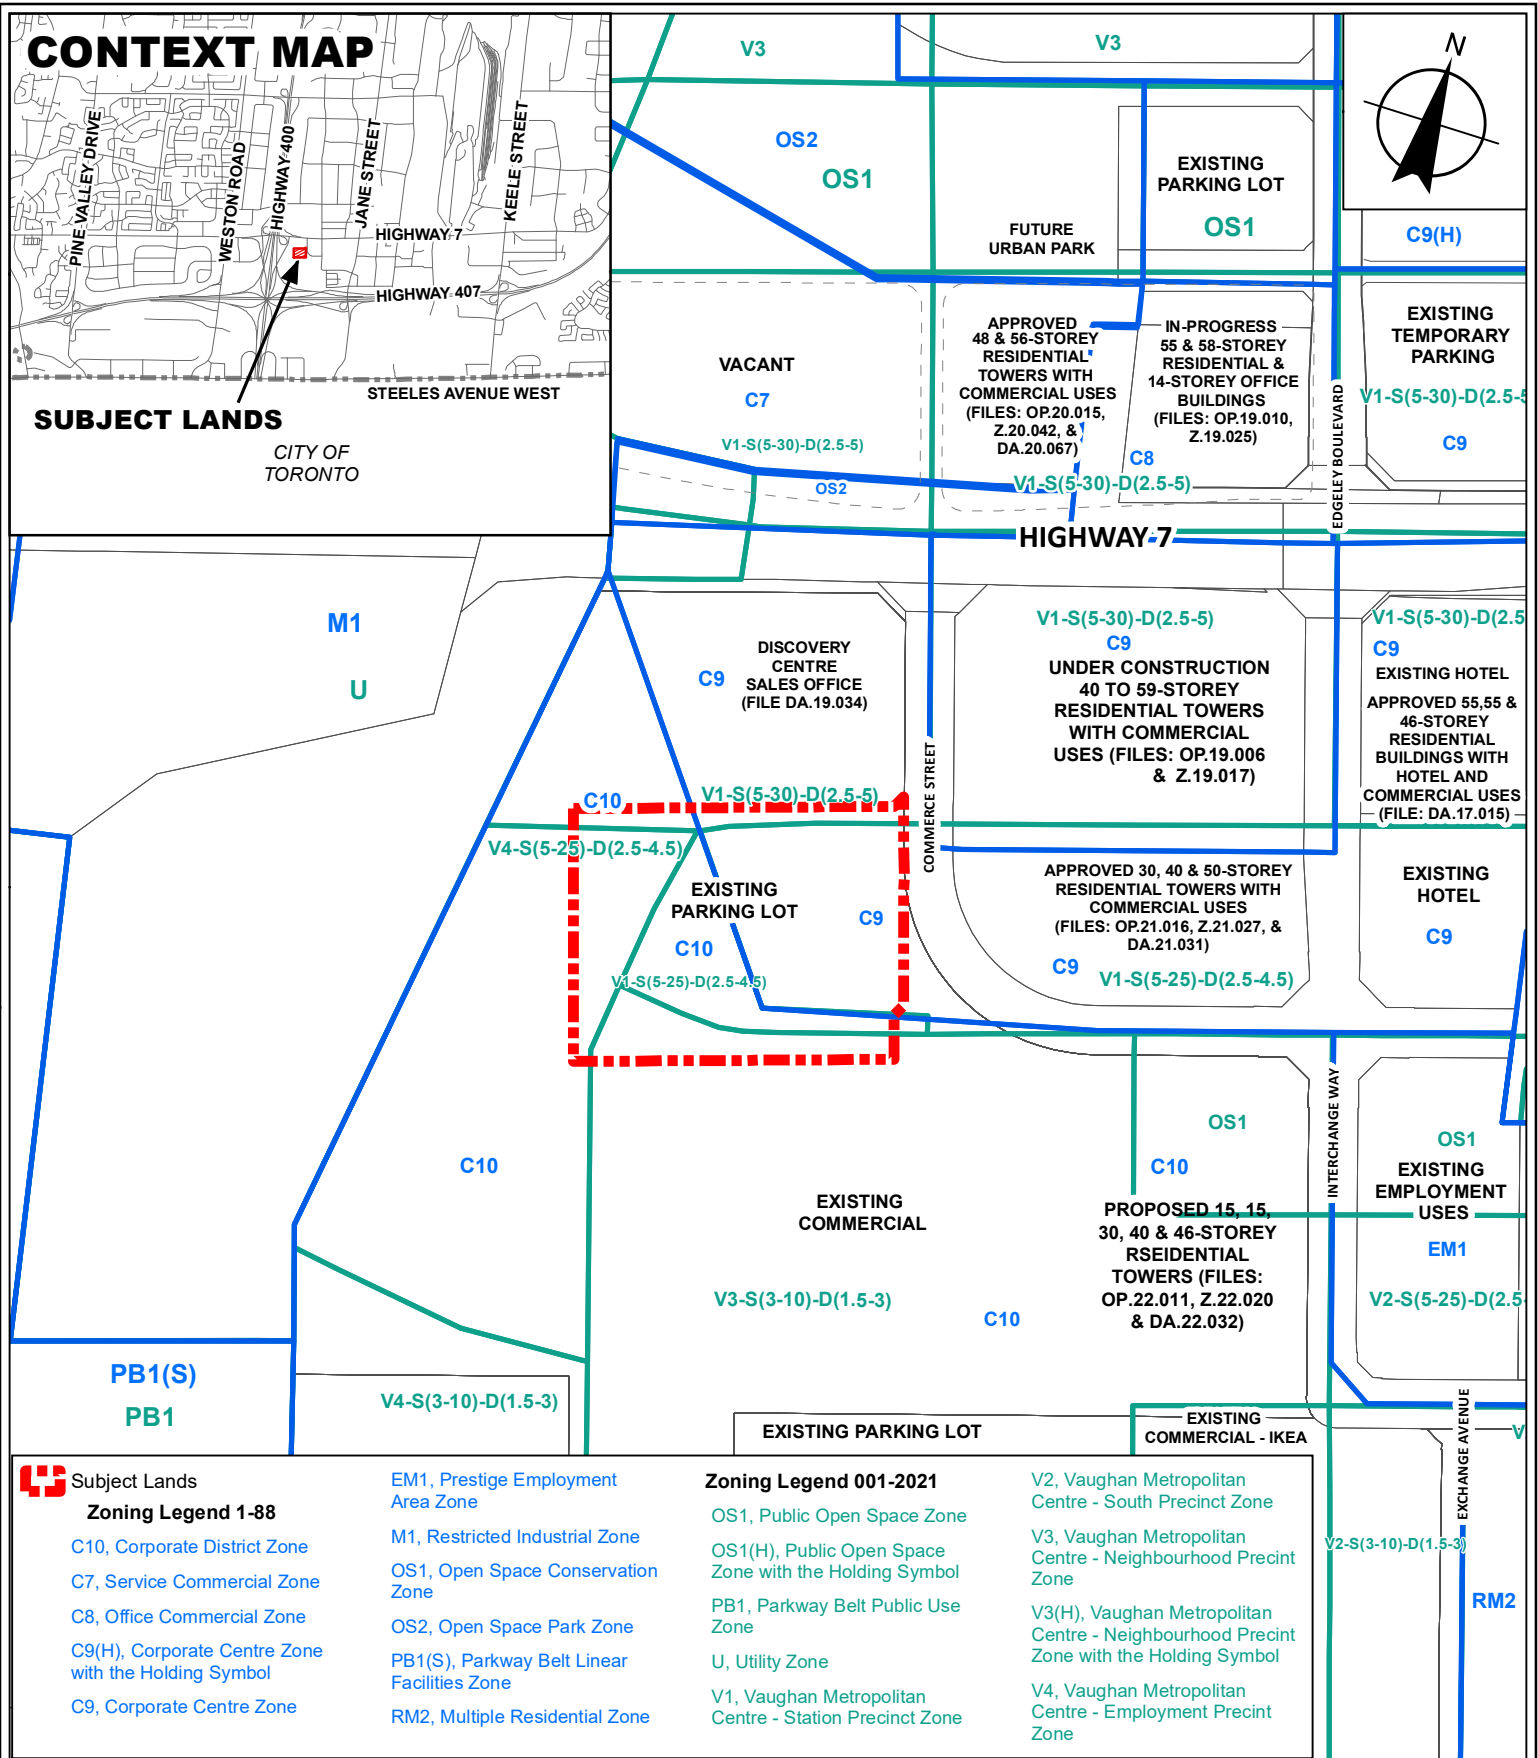 CONTEXT MAP
PINE VALLEY DRIVE
WESTON ROAD
HIGHWAY 400
JANE STREET
KEELE STREET
HIGHWAY 7
HIGHWAY 407
STEELES AVENUE WEST
SUBJECT LANDS
CITY OF
TORONTO
N
V3
V3
OS2
OS1
EXISTING
PARKING LOT
OS1
FUTURE
URBAN PARK
C9(H)
VACANT
C7
V1-S(5-30)-D(2.5-5)
OS2
APPROVED
48 & 56-STOREY
RESIDENTIAL
TOWERS WITH
COMMERCIAL USES
(FILES: OP.20.015,
Z.20.042, &
DA.20.067)
IN-PROGRESS
55 & 58-STOREY
RESIDENTIAL &
14-STOREY OFFICE
BUILDINGS
(FILES: OP.19.010,
Z.19.025)
C8
V1-S(5-30)-D(2.5-5)
EDGELEY BOULEVARD
EXISTING
TEMPORARY
PARKING
V1-S(5-30)-D(2.5-5
C9
HIGHWAY 7
M1
U
DISCOVERY
CENTRE
SALES OFFICE
(FILE DA.19.034)
C9
V1-S(5-30)-D(2.5-5)
COMMERCE STREET
V1-S(5-30)-D(2.5-5)
C9
UNDER CONSTRUCTION
40 TO 59-STOREY
RESIDENTIAL TOWERS
WITH COMMERCIAL
USES (FILES: OP.19.006
& Z.19.017)
V1-S(5-30)-D(2.5
C9
EXISTING HOTEL
APPROVED 55,55 &
46-STOREY
RESIDENTIAL
BUILDINGS WITH
HOTEL AND
COMMERCIAL USES
(FILE: DA.17.015)
C10
V4-S(5-25)-D(2.5-4.5)
EXISTING
PARKING LOT
C9
C10
V1-S(5-25)-D(2.5-4.5)
APPROVED 30, 40 & 50-STOREY
RESIDENTIAL TOWERS WITH
COMMERCIAL USES
(FILES: OP.21.016, Z.21.027, &
DA.21.031)
C9
V1-S(5-25)-D(2.5-4.5)
EXISTING
HOTEL
C9
C10
EXISTING
COMMERCIAL
V3-S(3-10)-D(1.5-3)
C10
OS1
C10
PROPOSED 15, 15,
30, 40 & 46-STOREY
RSEIDENTIAL
TOWERS (FILES:
OP.22.011, Z.22.020
& DA.22.032)
INTERCHANGE WAY
OS1
EXISTING
EMPLOYMENT
USES
EM1
V2-S(5-25)-D(2.5-
PB1(S)
PB1
V4-S(3-10)-D(1.5-3)
EXISTING PARKING LOT
EXISTING
COMMERCIAL - IKEA
EXCHANGE AVENUE
V
V2-S(3-10)-D(1.5-3)
RM2
Subject Lands
Zoning Legend 1-88
C10, Corporate District Zone
C7, Service Commercial Zone
C8, Office Commercial Zone
C9(H), Corporate Centre Zone
with the Holding Symbol
C9, Corporate Centre Zone
EM1, Prestige Employment
Area Zone
M1, Restricted Industrial Zone
OS1, Open Space Conservation
Zone
OS2, Open Space Park Zone
PB1(S), Parkway Belt Linear
Facilities Zone
RM2, Multiple Residential Zone
Zoning Legend 001-2021
OS1, Public Open Space Zone
OS1(H), Public Open Space
Zone with the Holding Symbol
PB1, Parkway Belt Public Use
Zone
U, Utility Zone
V1, Vaughan Metropolitan
Centre - Station Precinct Zone
V2, Vaughan Metropolitan
Centre - South Precinct Zone
V3, Vaughan Metropolitan
Centre - Neighbourhood Precint
Zone
V3(H), Vaughan Metropolitan
Centre - Neighbourhood Precint
Zone with the Holding Symbol
V4, Vaughan Metropolitan
Centre - Employment Precint
Zone